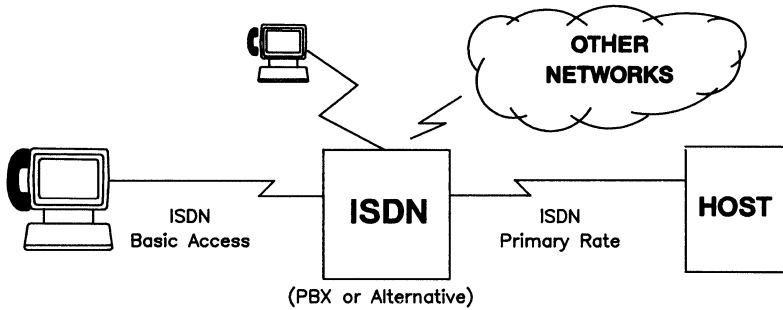 OTHER
NETWORKS
ISDN
Basic Access
ISDN
(PBX or Alternative)
ISDN
Primary Rate
HOST